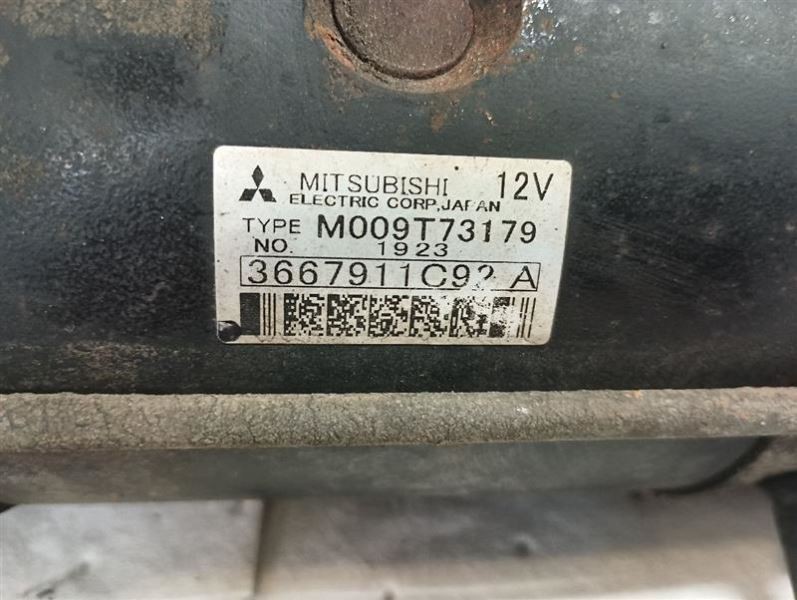 MITSUBISHI 12V
ELECTRIC CORP,JAPAN
TYPE M009T73179
NO. 1923
3667911C92 A